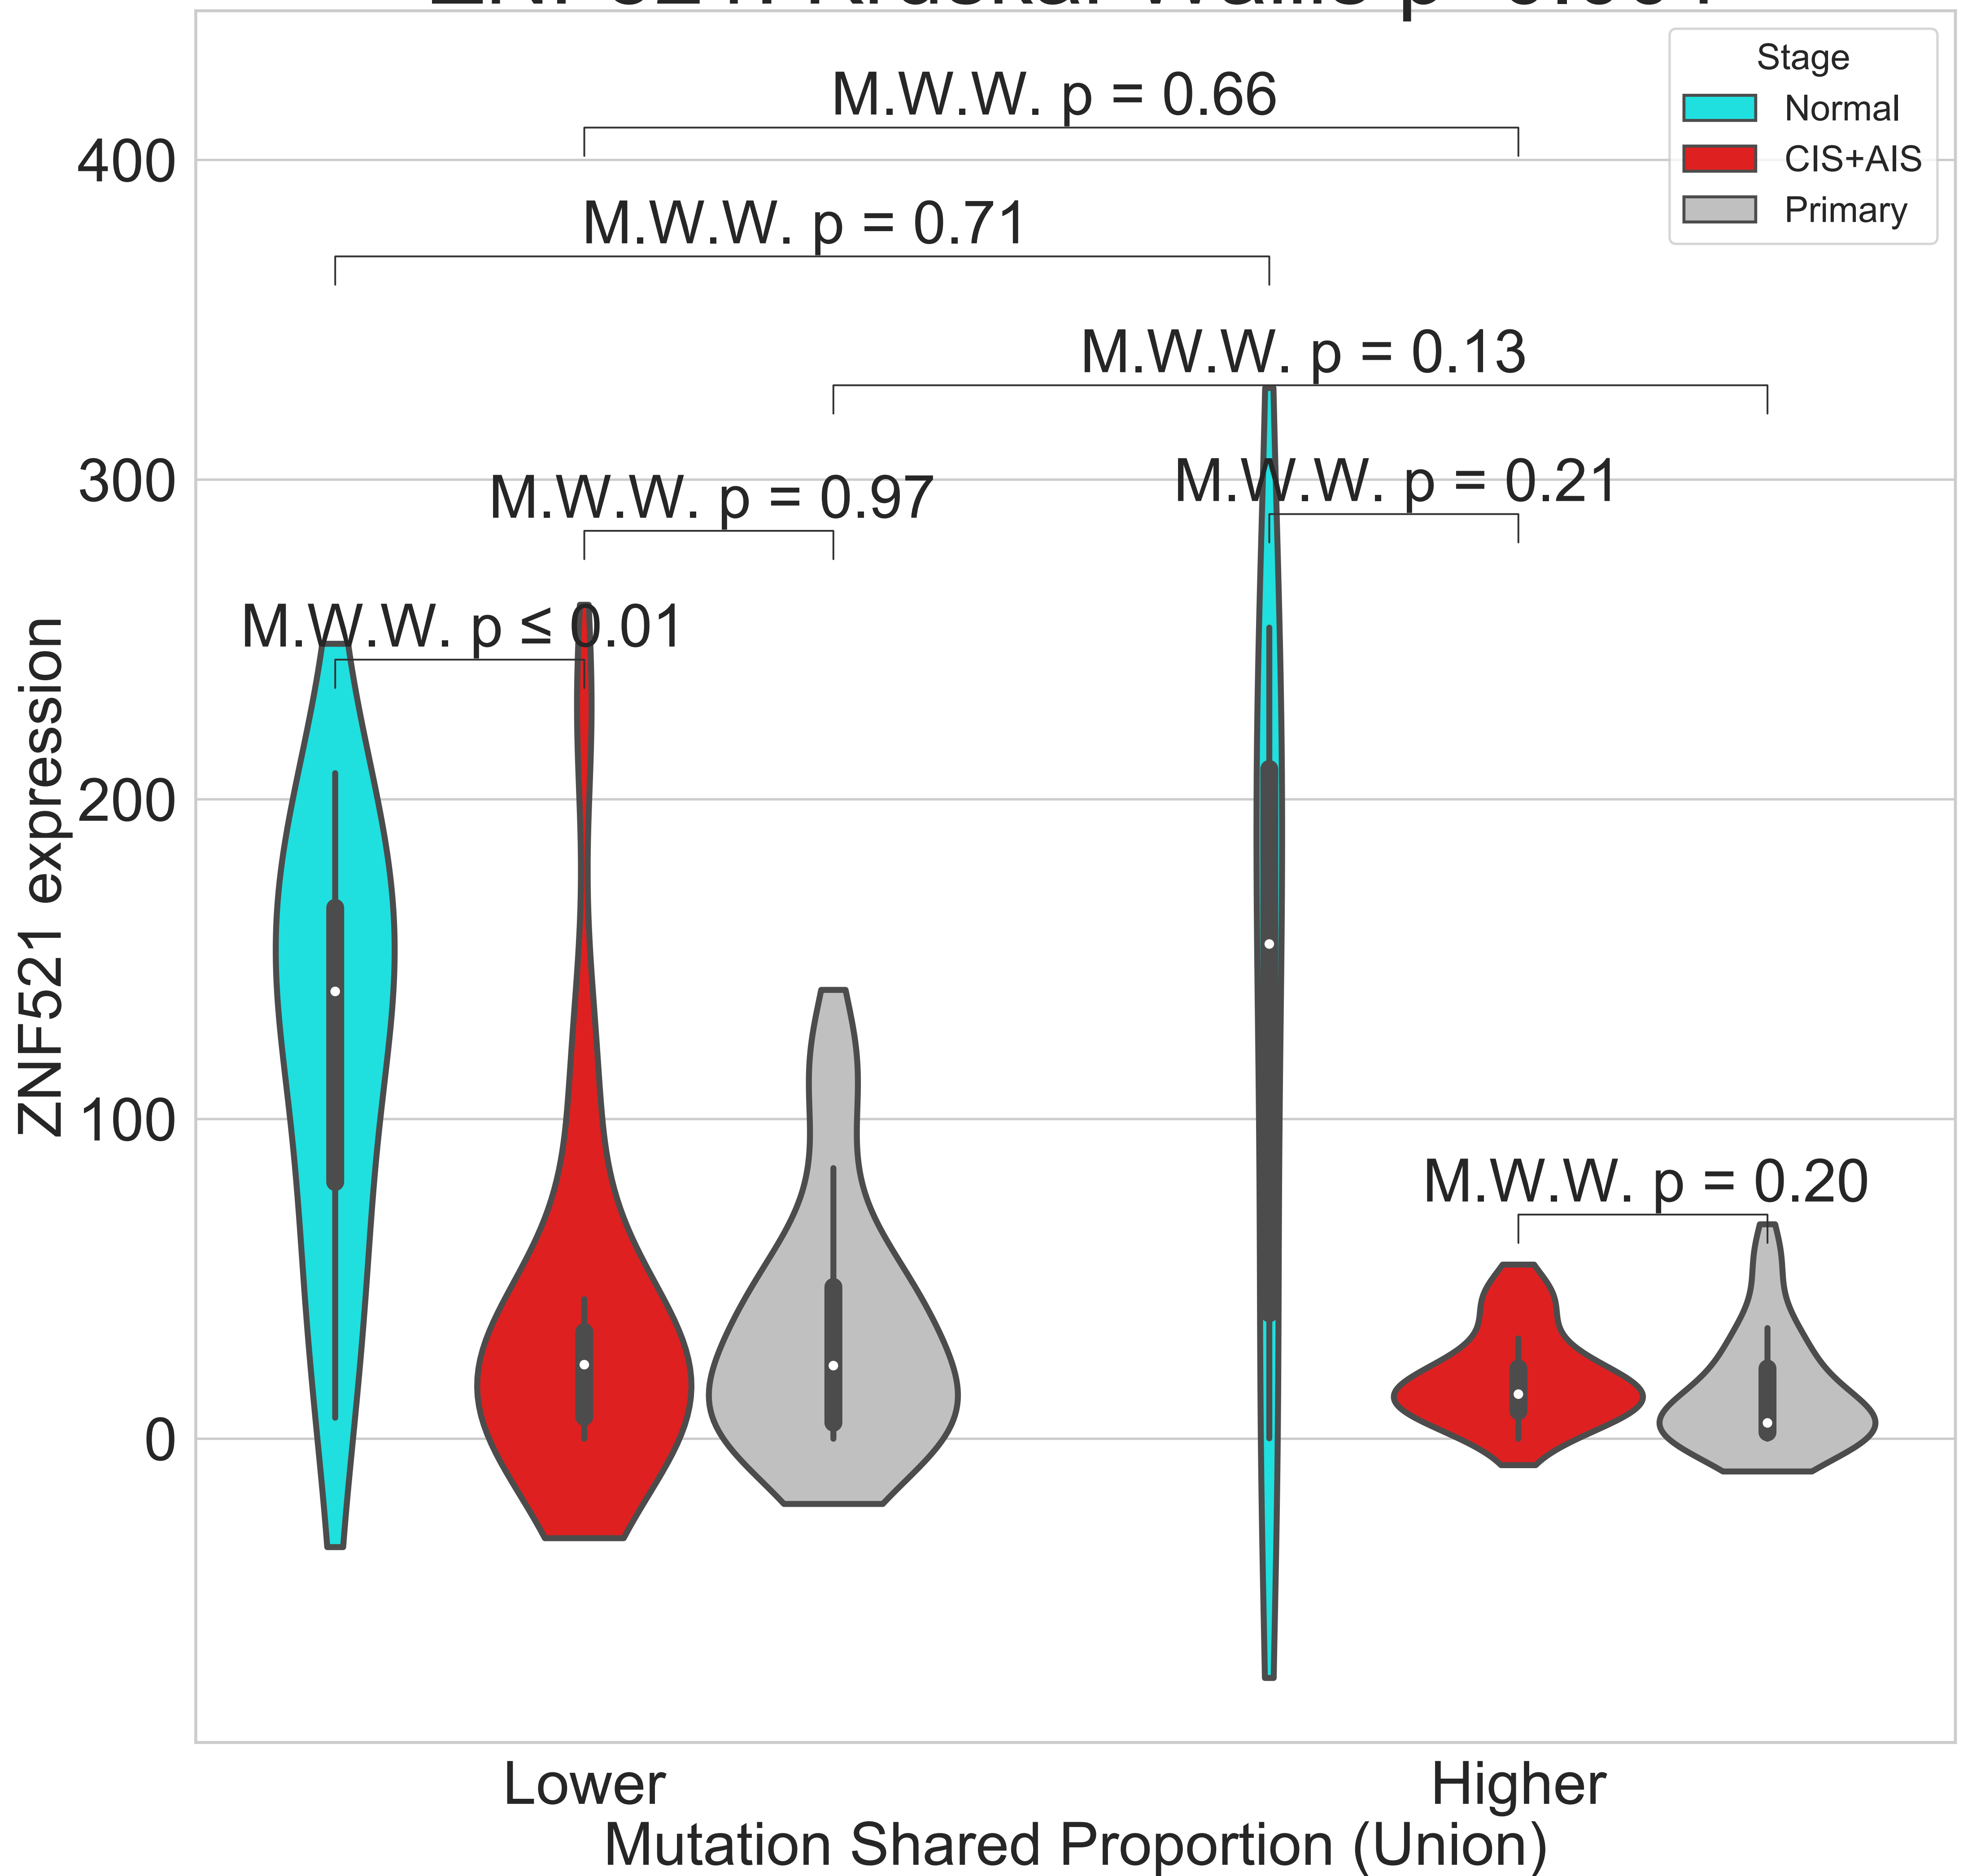 Stage
Normal
CIS+AIS
Primary
M.W.W. p = 0.66
M.W.W. p = 0.71
M.W.W. p = 0.13
M.W.W. p = 0.21
M.W.W. p = 0.97
M.W.W. p ≤ 0.01
M.W.W. p = 0.20
400
300
200
100
0
ZNF521 expression
Lower
Higher
Mutation Shared Proportion (Union)